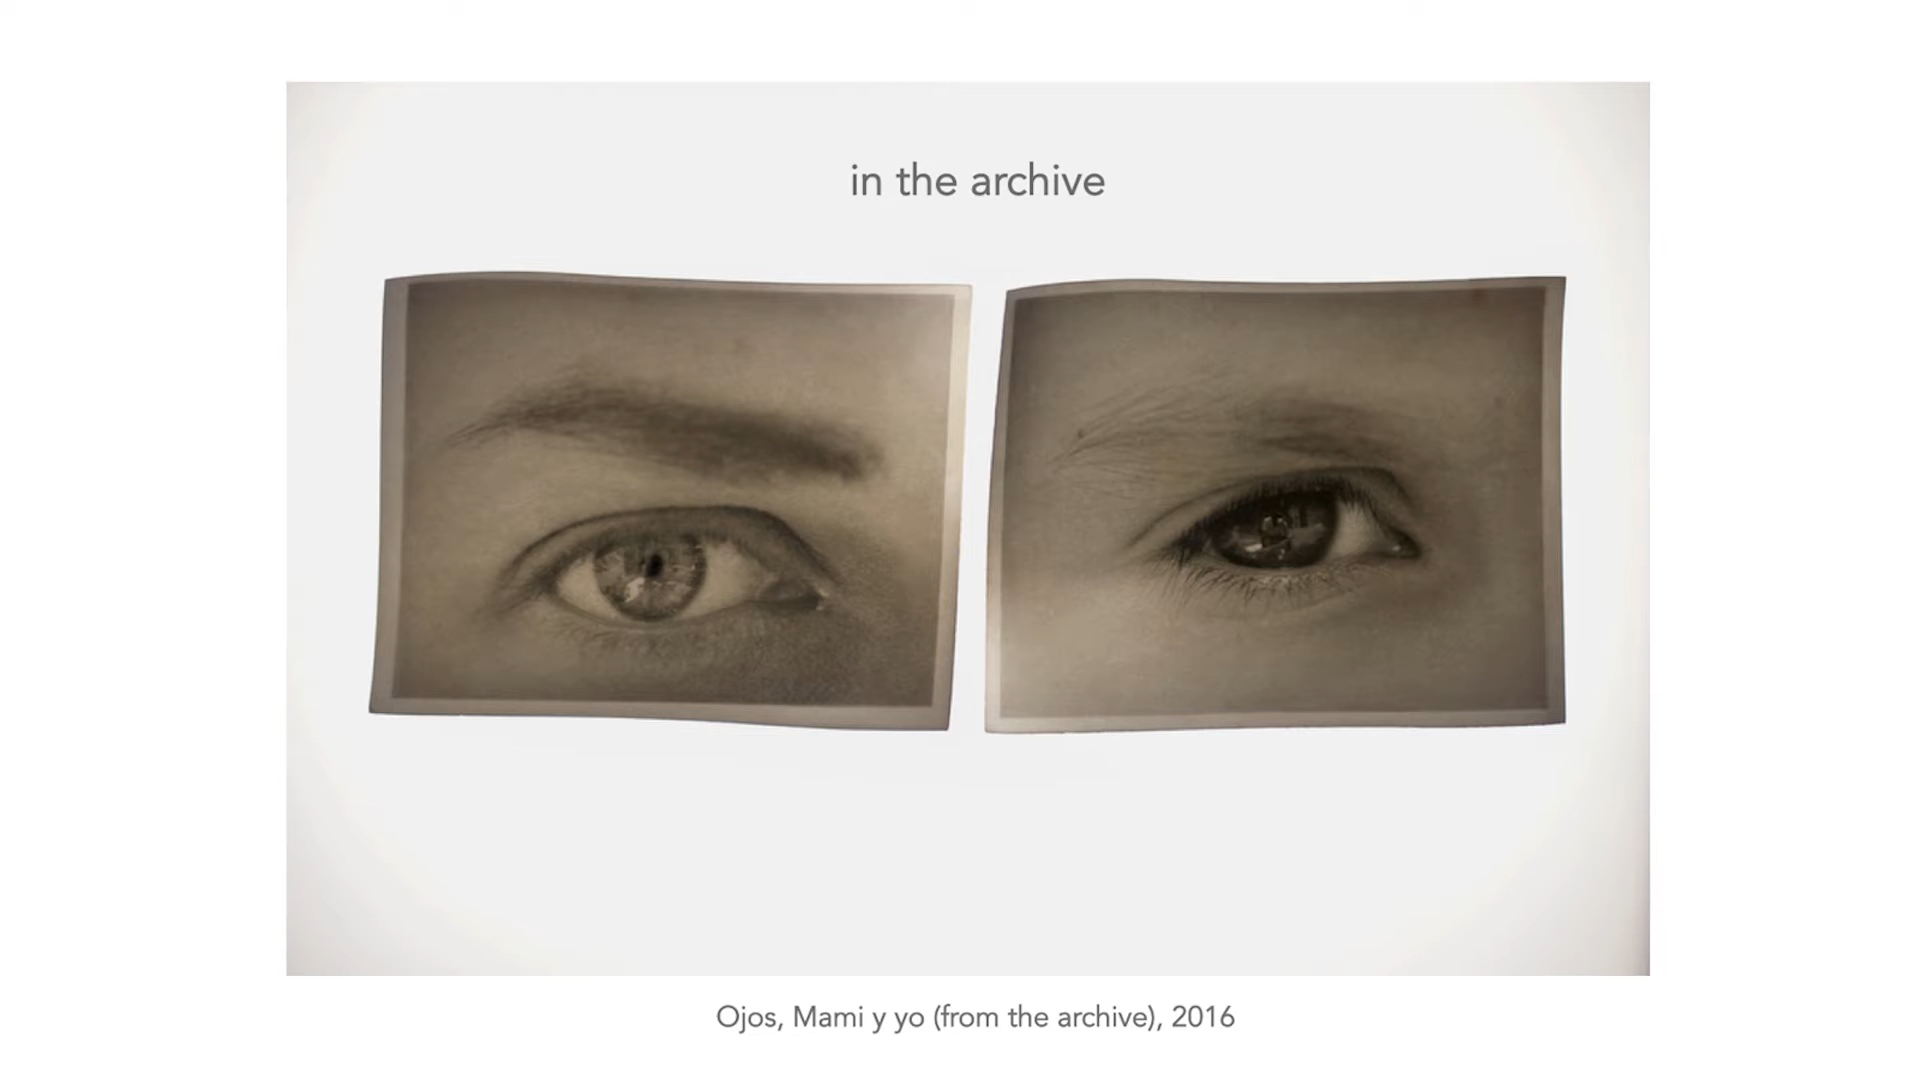 in the archive
Ojos, Mami y yo (from the archive), 2016